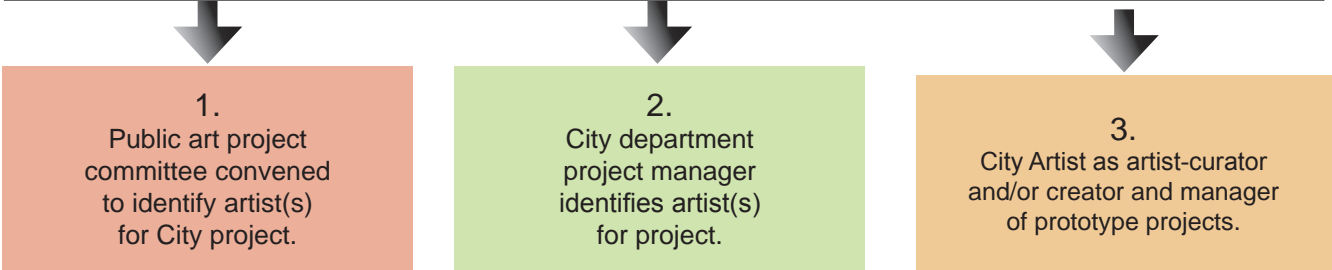 1.
Public art project
committee convened
to identify artist(s)
for City project.
2.
City department
project manager
identifies artist(s)
for project.
3.
City Artist as artist-curator
and/or creator and manager
of prototype projects.